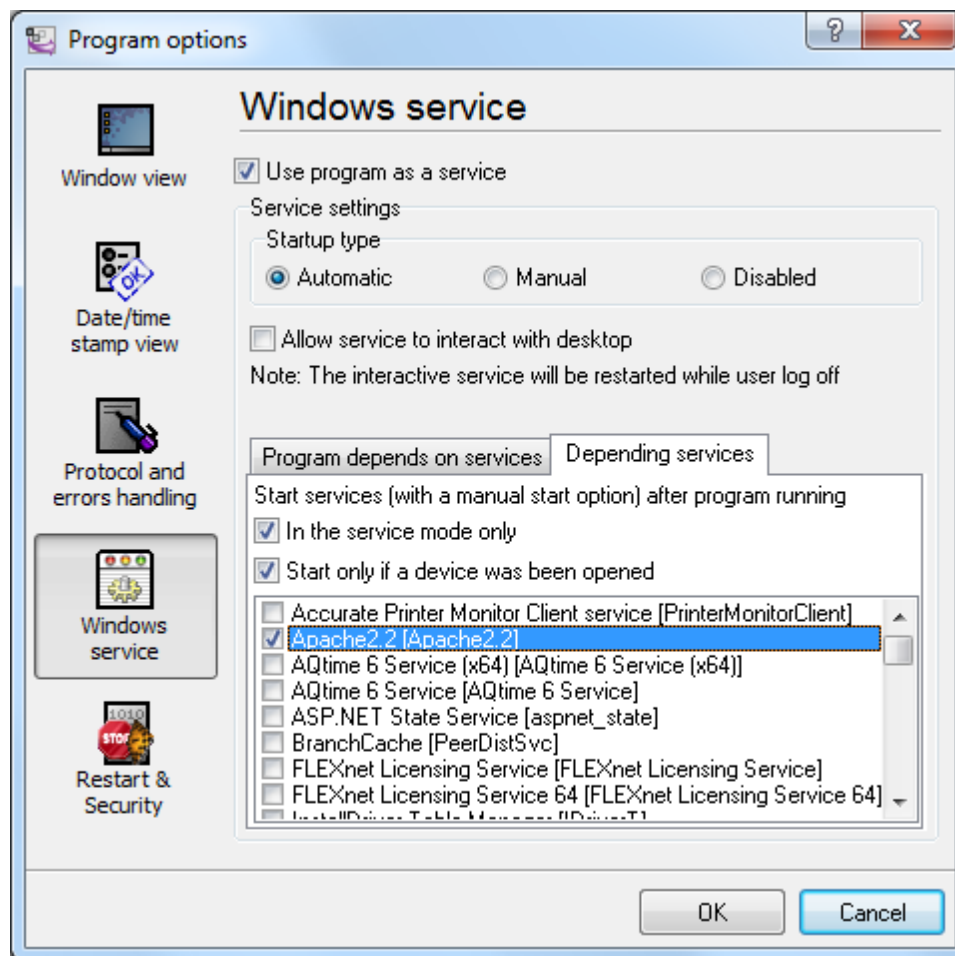 Program options
Windows service
Window view
Date/time
stamp view
Protocol and
errors handling
Windows
service
Restart &
Security
Use program as a service
Service settings
Startup type
Automatic
Manual
Disabled
Allow service to interact with desktop
Note: The interactive service will be restarted while user log off
Program depends on services
Depending services
Start services (with a manual start option) after program running
In the service mode only
Start only if a device was been opened
Accurate Printer Monitor Client service [PrinterMonitorClient]
Apache2.2 [Apache2.2]
AQtime 6 Service (x64) [AQtime 6 Service (x64)]
AQtime 6 Service [AQtime 6 Service]
ASP.NET State Service [aspnet_state]
BranchCache [PeerDistSvc]
FLEXnet Licensing Service [FLEXnet Licensing Service]
FLEXnet Licensing Service 64 [FLEXnet Licensing Service 64]
OK
Cancel